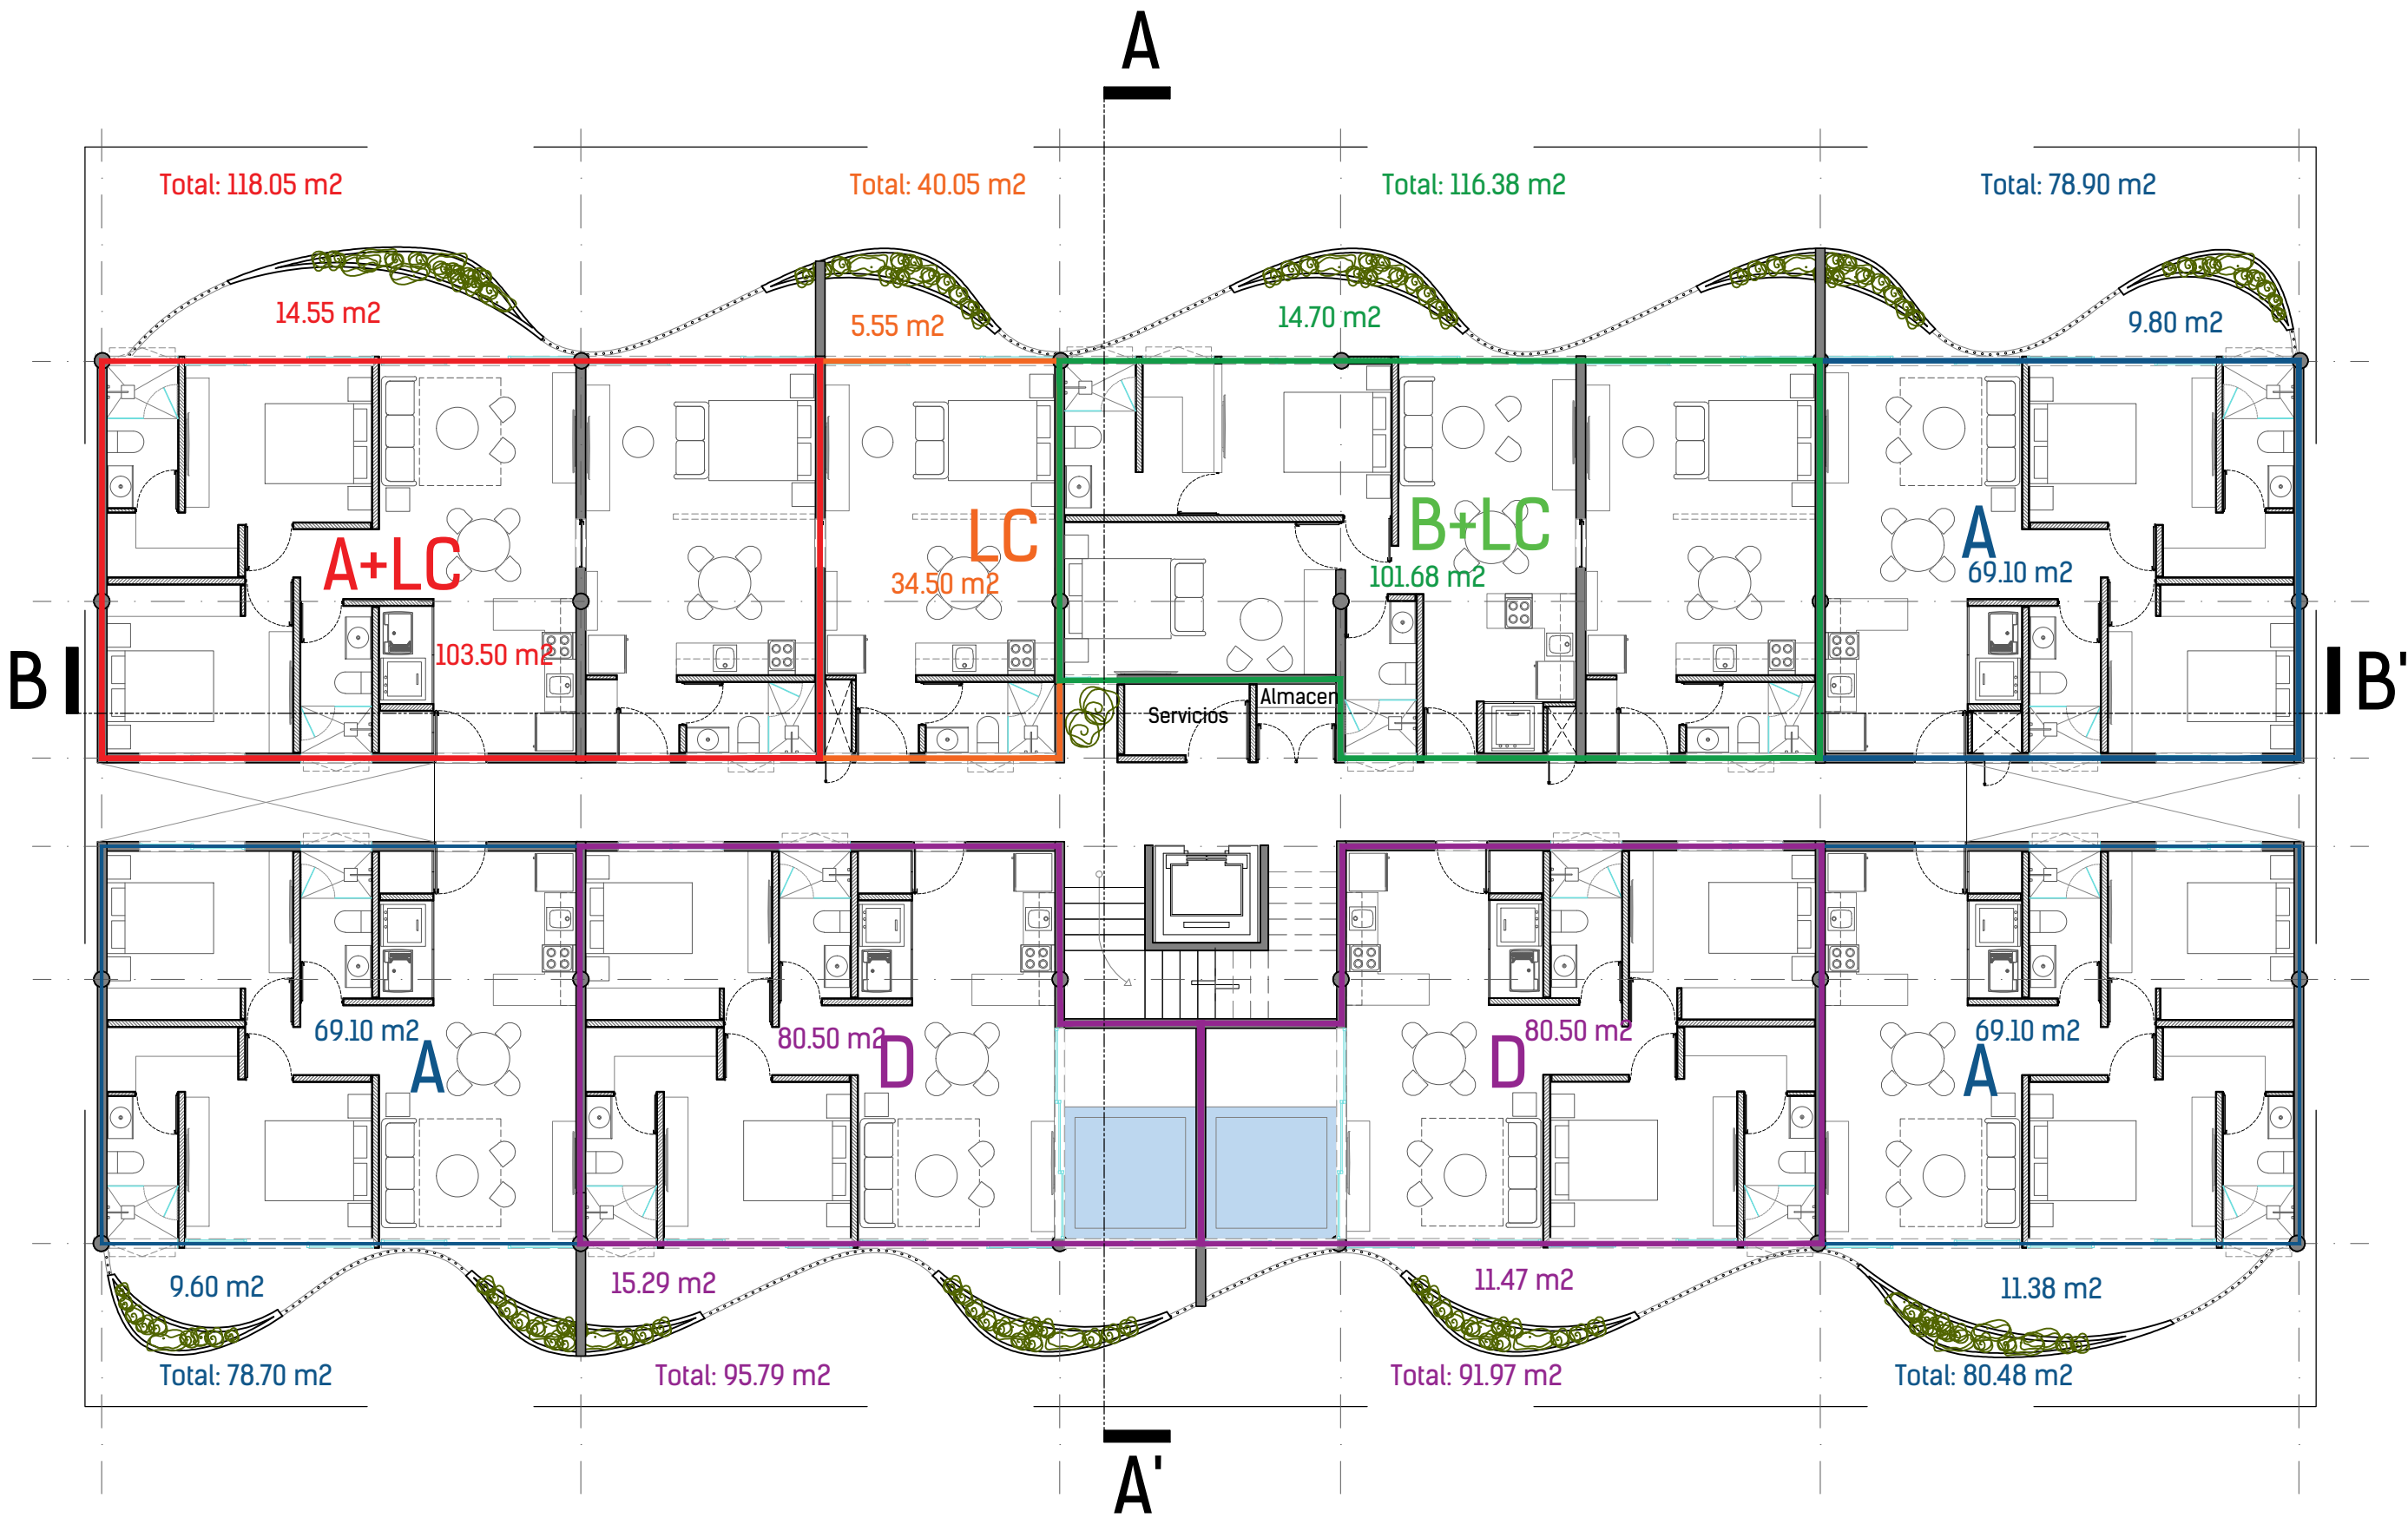 A
Total: 118.05 m2
Total: 40.05 m2
Total: 116.38 m2
Total: 78.90 m2
14.55 m2
5.55 m2
14.70 m2
9.80 m2
A+LC
103.50 m2
LC
34.50 m2
B+LC
101.68 m2
A
69.10 m2
B
B'
Servicios
Almacen
69.10 m2
A
80.50 m2
D
80.50 m2
D
69.10 m2
A
9.60 m2
15.29 m2
11.47 m2
11.38 m2
Total: 78.70 m2
Total: 95.79 m2
Total: 91.97 m2
Total: 80.48 m2
A'